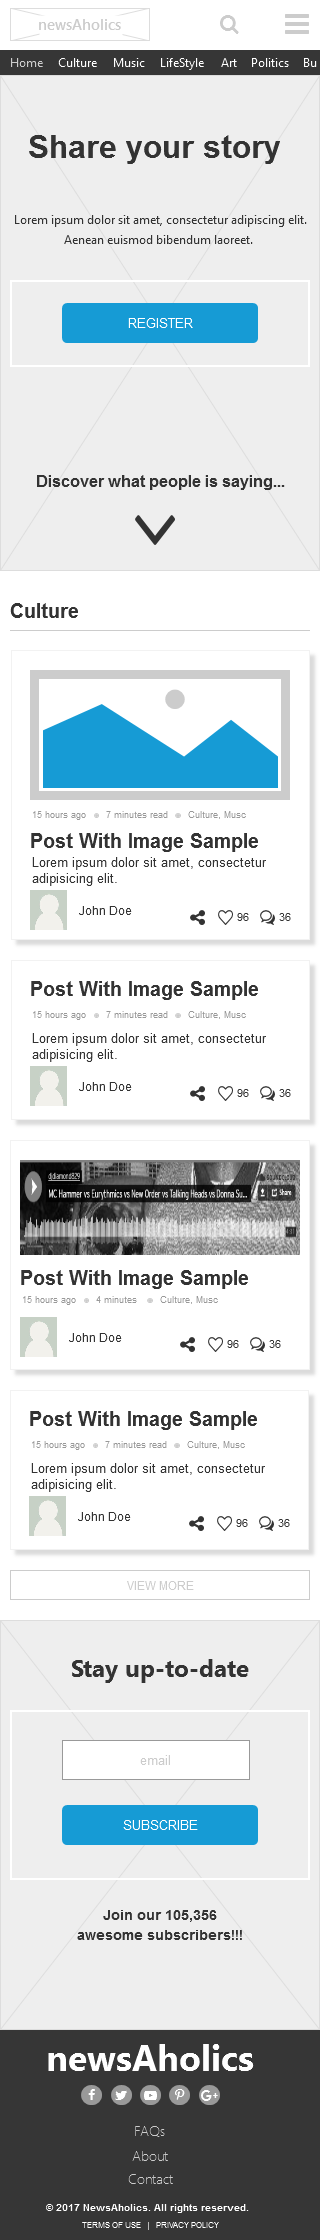 newsAholics
Home Culture Music LifeStyle Art Politics Bu
Share your story
Lorem ipsum dolor sit amet, consectetur adipiscing elit.
Aenean euismod bibendum laoreet.
REGISTER
Discover what people is saying...
Culture
15 hours ago 7 minutes read Culture, Musc
Post With Image Sample
Lorem ipsum dolor sit amet, consectetur
adipisicing elit.
John Doe 96 36
Post With Image Sample
15 hours ago 7 minutes read Culture, Musc
Lorem ipsum dolor sit amet, consectetur
adipisicing elit.
John Doe 96 36
djdiamond829
MC Hammer vs Eurythmics vs New Order vs Talking Heads vs Donna Su...
Share
Post With Image Sample
15 hours ago 4 minutes Culture, Musc
John Doe 96 36
Post With Image Sample
15 hours ago 7 minutes read Culture, Musc
Lorem ipsum dolor sit amet, consectetur
adipisicing elit.
John Doe 96 36
VIEW MORE
Stay up-to-date
email
SUBSCRIBE
Join our 105,356
awesome subscribers!!!
newsAholics
FAQs
About
Contact
© 2017 NewsAholics. All rights reserved.
TERMS OF USE | PRIVACY POLICY